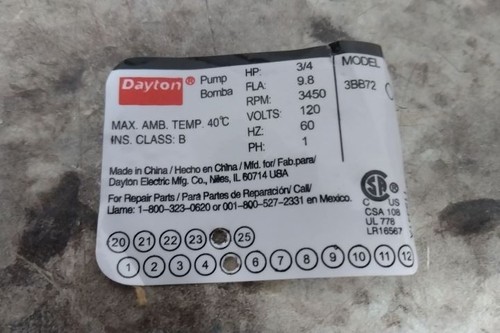 Dayton® Pump Bomba
HP: 3/4
FLA: 9.8
RPM: 3450
VOLTS: 120
HZ: 60
PH: 1
MODEL
3BB72
MAX. AMB. TEMP. 40°C
INS. CLASS: B
Made in China / Hecho en China / Mfd. for/ Fab.para/
Dayton Electric Mfg. Co., Niles, IL 60714 USA
For Repair Parts / Para Partes de Reparación/ Call/
Llame: 1-800-323-0620 or 001-800-527-2331 en Mexico.
SA
C US
CSA 108
UL 778
LR16567
20 21 22 23 25
1 2 3 4 6 7 8 9 10 11 12